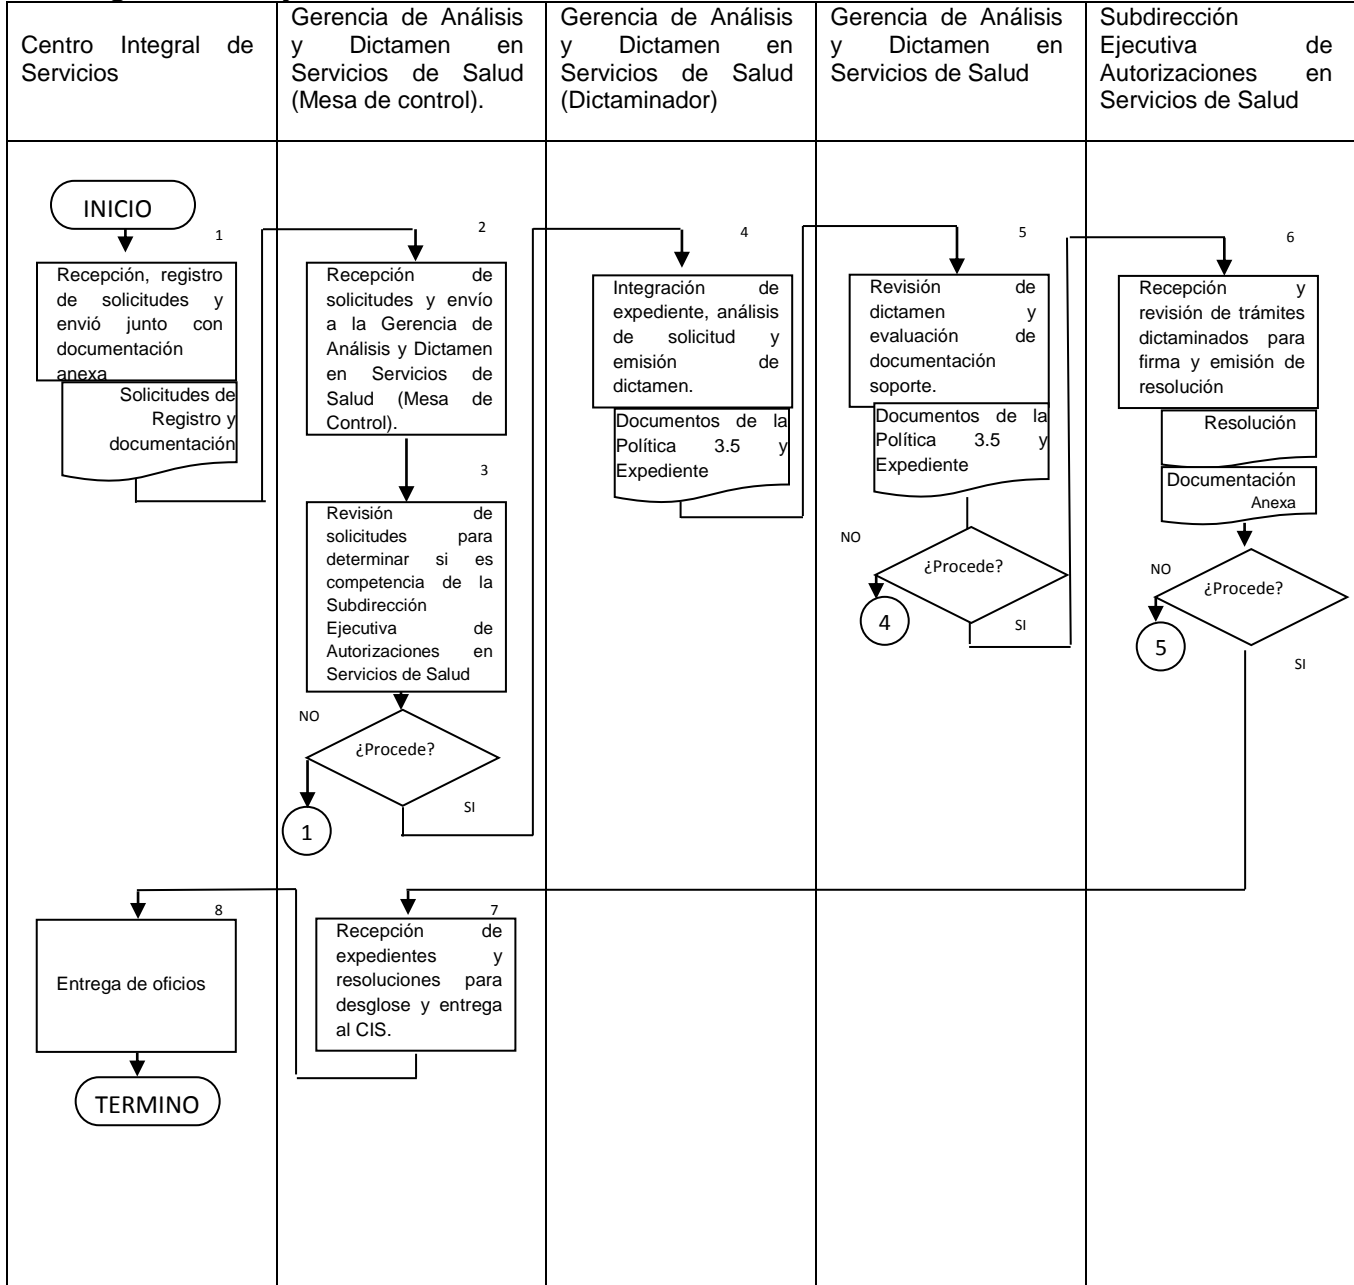 Centro Integral de
Servicios
Gerencia de Análisis
y Dictamen en
Servicios de Salud
(Mesa de control).
Gerencia de Análisis
y Dictamen en
Servicios de Salud
(Dictaminador)
Gerencia de Análisis
y Dictamen en
Servicios de Salud
Subdirección
Ejecutiva de
Autorizaciones en
Servicios de Salud
INICIO
1
Recepción, registro
de solicitudes y
envió junto con
documentación
anexa
Solicitudes de
Registro y
documentación
2
Recepción de
solicitudes y envío
a la Gerencia de
Análisis y Dictamen
en Servicios de
Salud (Mesa de
Control).
3
Revisión de
solicitudes para
determinar si es
competencia de la
Subdirección
Ejecutiva de
Autorizaciones en
Servicios de Salud
NO
¿Procede?
SI
1
4
Integración de
expediente, análisis
de solicitud y
emisión de
dictamen.
Documentos de la
Política 3.5 y
Expediente
5
Revisión de
dictamen y
evaluación de
documentación
soporte.
Documentos de la
Política 3.5 y
Expediente
NO
¿Procede?
4
SI
6
Recepción y
revisión de trámites
dictaminados para
firma y emisión de
resolución
Resolución
Documentación
Anexa
NO
¿Procede?
5
SI
7
Recepción de
expedientes y
resoluciones para
desglose y entrega
al CIS.
8
Entrega de oficios
TERMINO